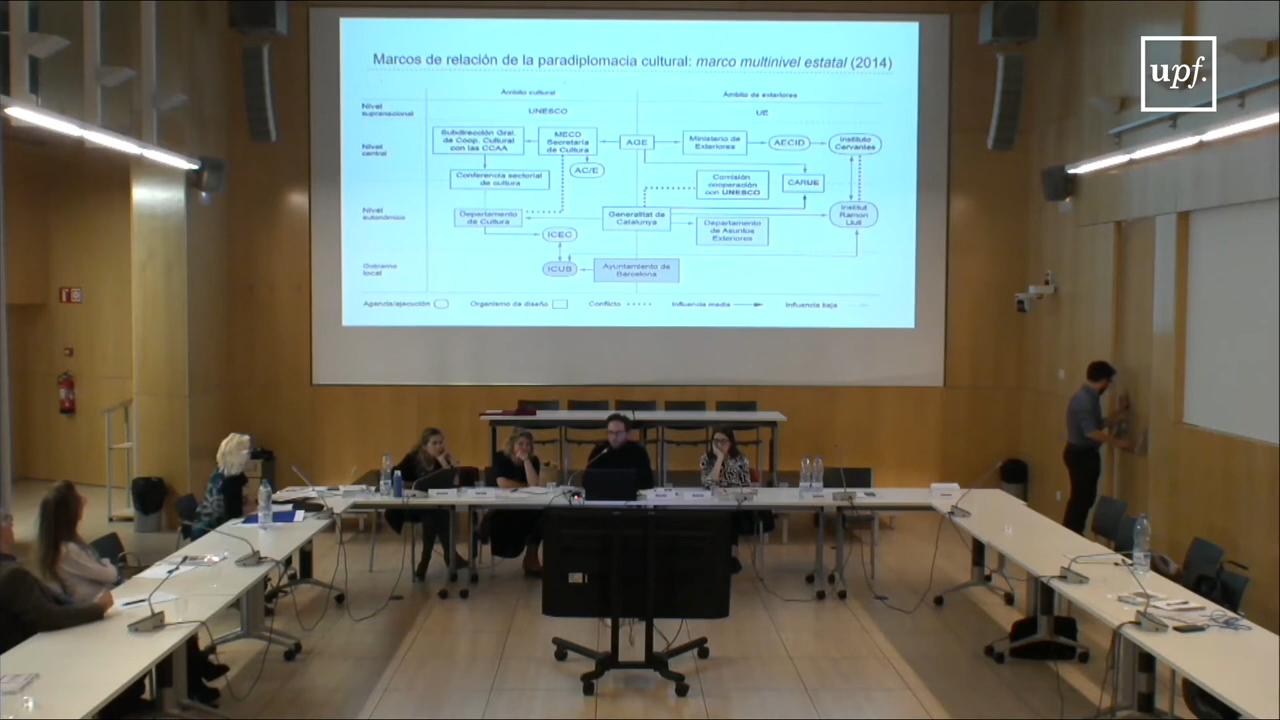 Marcos de relación de la paradiplomacia cultural: marco multinivel estatal (2014)
upf.
Ámbito cultural
Ámbito de exteriores
Nivel
supranacional
UNESCO
UE
Nivel
central
Subdirección Gral.
de Coop. Cultural
con las CCAA
MECD
Secretaría
de Cultura
AGE
Ministerio de
Exteriores
AECID
Instituto
Cervantes
AC/E
Conferencia sectorial
de cultura
Comisión
cooperación
con UNESCO
CARUE
Nivel
autonómico
Departamento
de Cultura
Generalitat de
Catalunya
Departamento
de Asuntos
Exteriores
Institut
Ramon
Llull
ICEC
Gobierno
local
ICUB
Ayuntamiento de
Barcelona
Agencia/ejecución
Organismo de diseño
Conflicto
Influencia media
Influencia baja